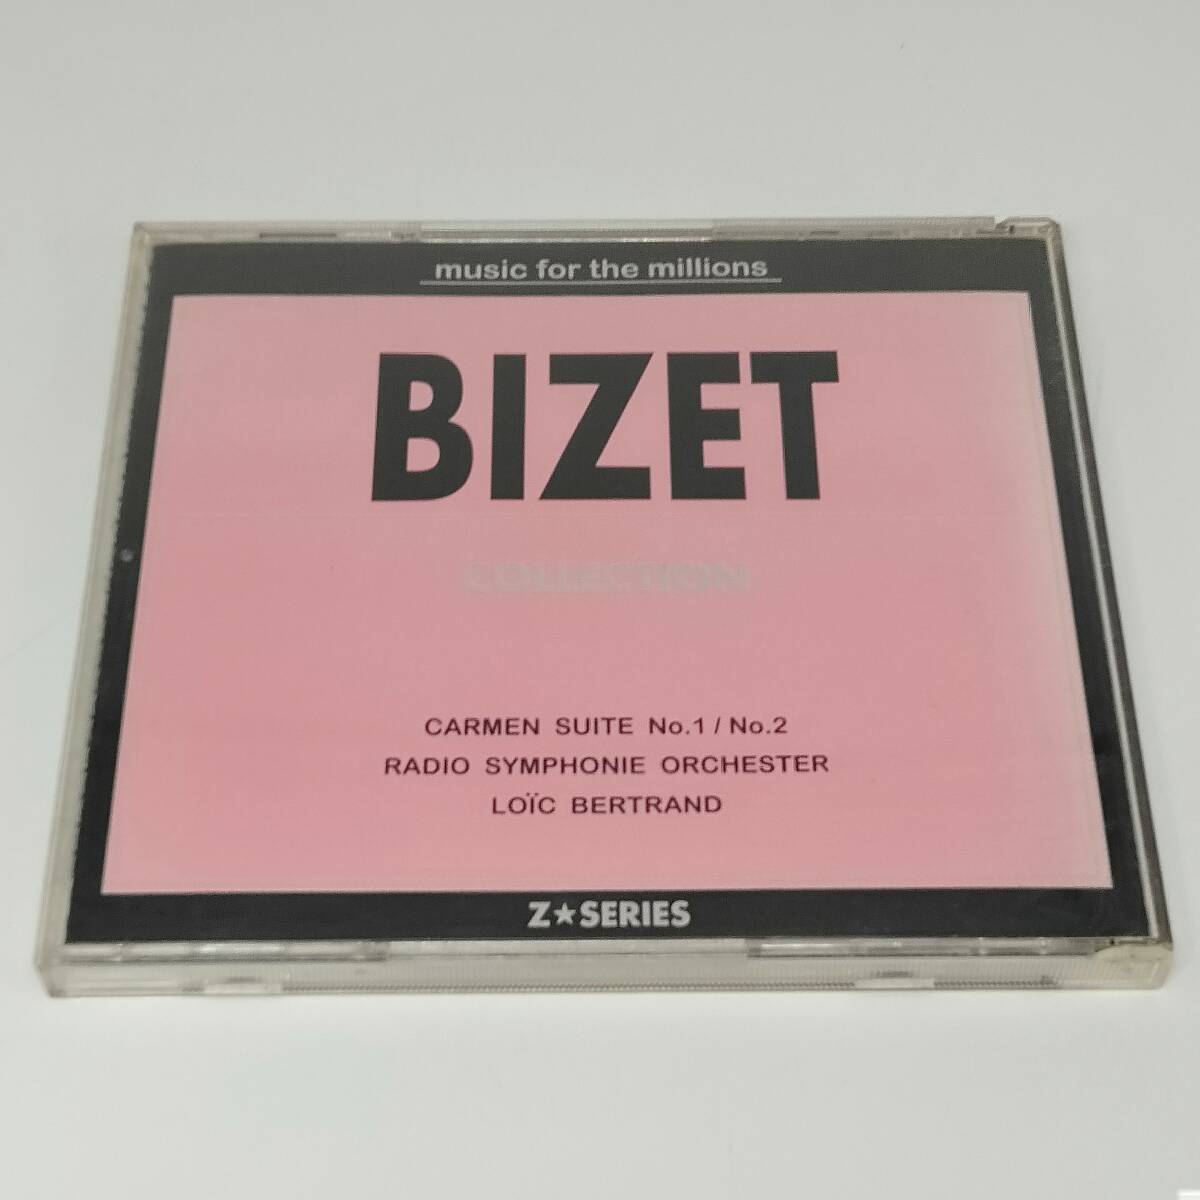 music for the millions
BIZET
COLLECTION
CARMEN SUITE No.1 / No.2
RADIO SYMPHONIE ORCHESTER
LOÏC BERTRAND
Z★SERIES